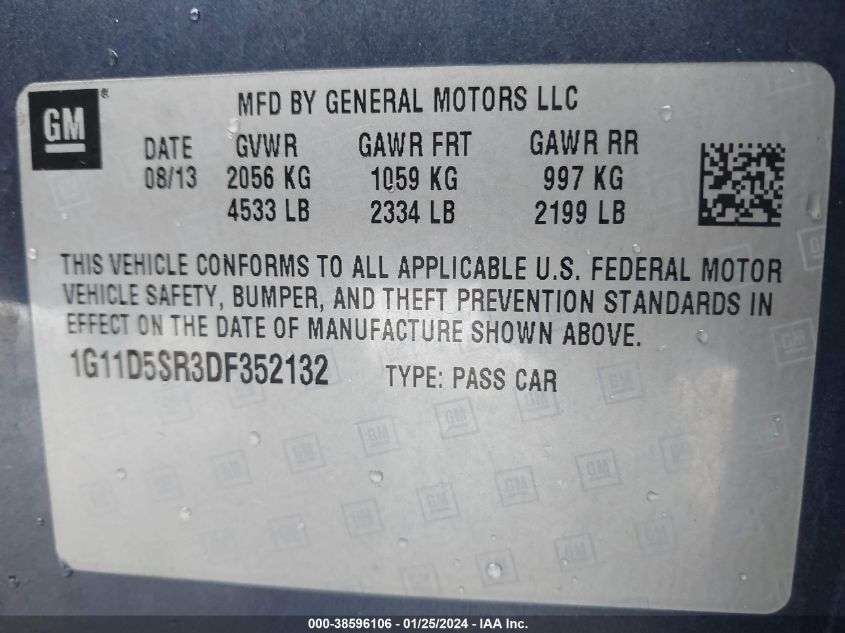 GM®
MFD BY GENERAL MOTORS LLC
DATE GVWR GAWR FRT GAWR RR
08/13 2056 KG 1059 KG 997 KG
4533 LB 2334 LB 2199 LB
THIS VEHICLE CONFORMS TO ALL APPLICABLE U.S. FEDERAL MOTOR
VEHICLE SAFETY, BUMPER, AND THEFT PREVENTION STANDARDS IN
EFFECT ON THE DATE OF MANUFACTURE SHOWN ABOVE.
1G11D5SR3DF352132 TYPE: PASS CAR
000-38596106 - 01/25/2024 - IAA Inc.